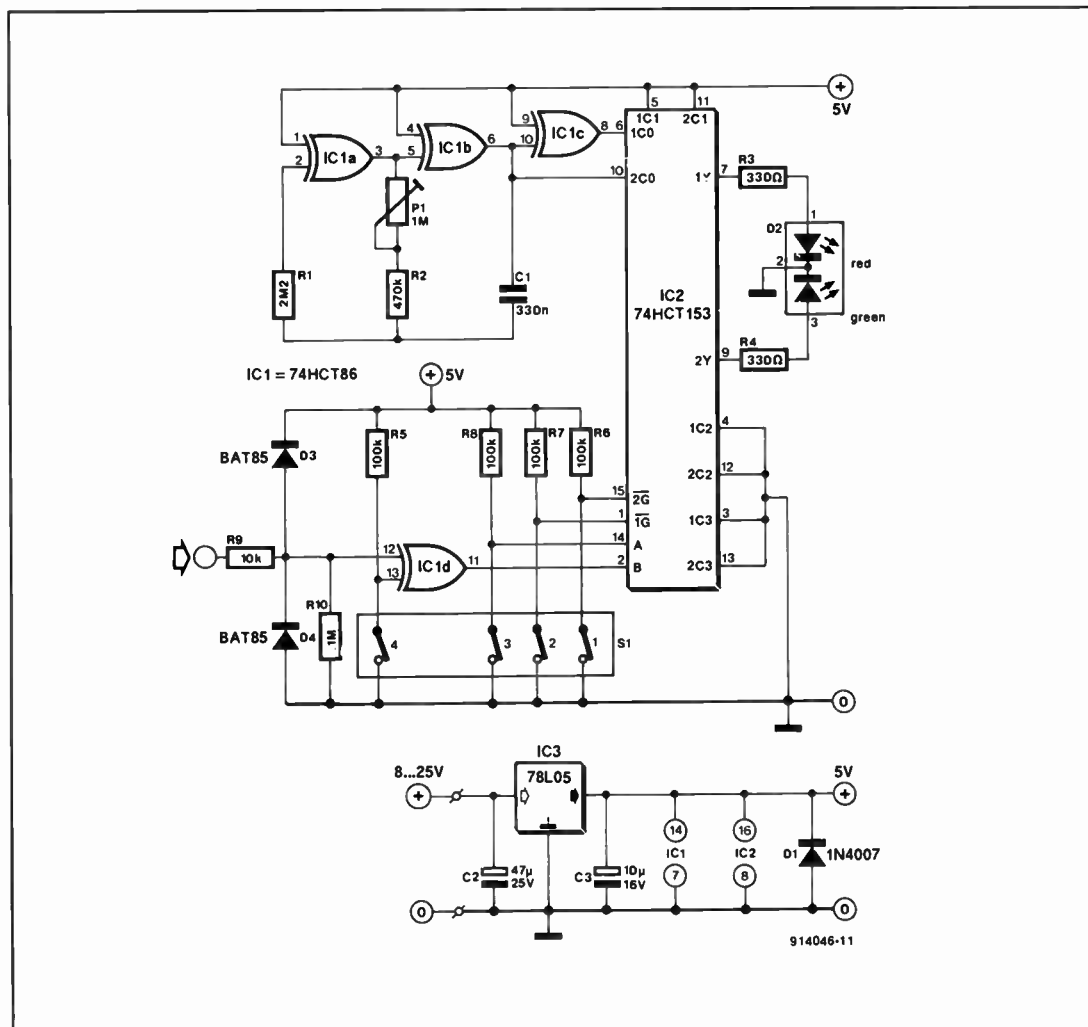 +
5V
5
11
1C1
2C1
1
2
IC1a
3
4
5
IC1b
6
9
10
IC1c
8
6
1C0
10
2C0
P1
1M
R1
2M2
R2
470k
C1
330n
IC2
74HCT153
1Y
7
R3
330Ω
D2
1
2
3
red
green
2Y
9
R4
330Ω
IC1 = 74HCT86
+
5V
BAT85
D3
R5
100k
R8
100k
R7
100k
R6
100k
15
2G
1
1G
14
A
2
B
1C2
4
2C2
12
1C3
3
2C3
13
R9
10k
12
13
IC1d
11
BAT85
D4
R10
1M
4
3
2
1
S1
0
IC3
8...25V
+
78L05
5V
+
C2
47µ
25V
C3
10µ
16V
14
IC1
7
16
IC2
8
D1
1N4007
0
0
914046-11